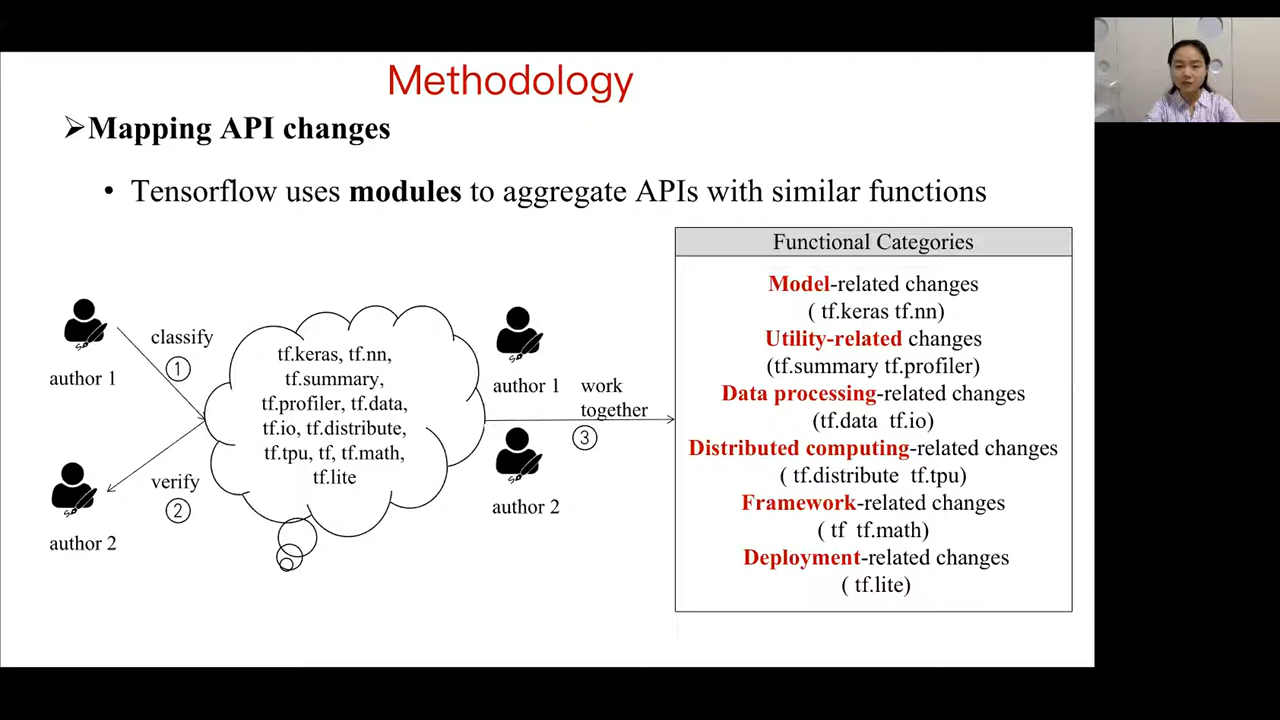 Methodology
➢Mapping API changes
• Tensorflow uses modules to aggregate APIs with similar functions
author 1
classify
①
author 2
verify
②
tf.keras, tf.nn,
tf.summary,
tf.profiler, tf.data,
tf.io, tf.distribute,
tf.tpu, tf, tf.math,
tf.lite
author 1
author 2
work
together
③
Functional Categories
Model-related changes
( tf.keras tf.nn)
Utility-related changes
(tf.summary tf.profiler)
Data processing-related changes
(tf.data tf.io)
Distributed computing-related changes
( tf.distribute tf.tpu)
Framework-related changes
( tf tf.math)
Deployment-related changes
( tf.lite)